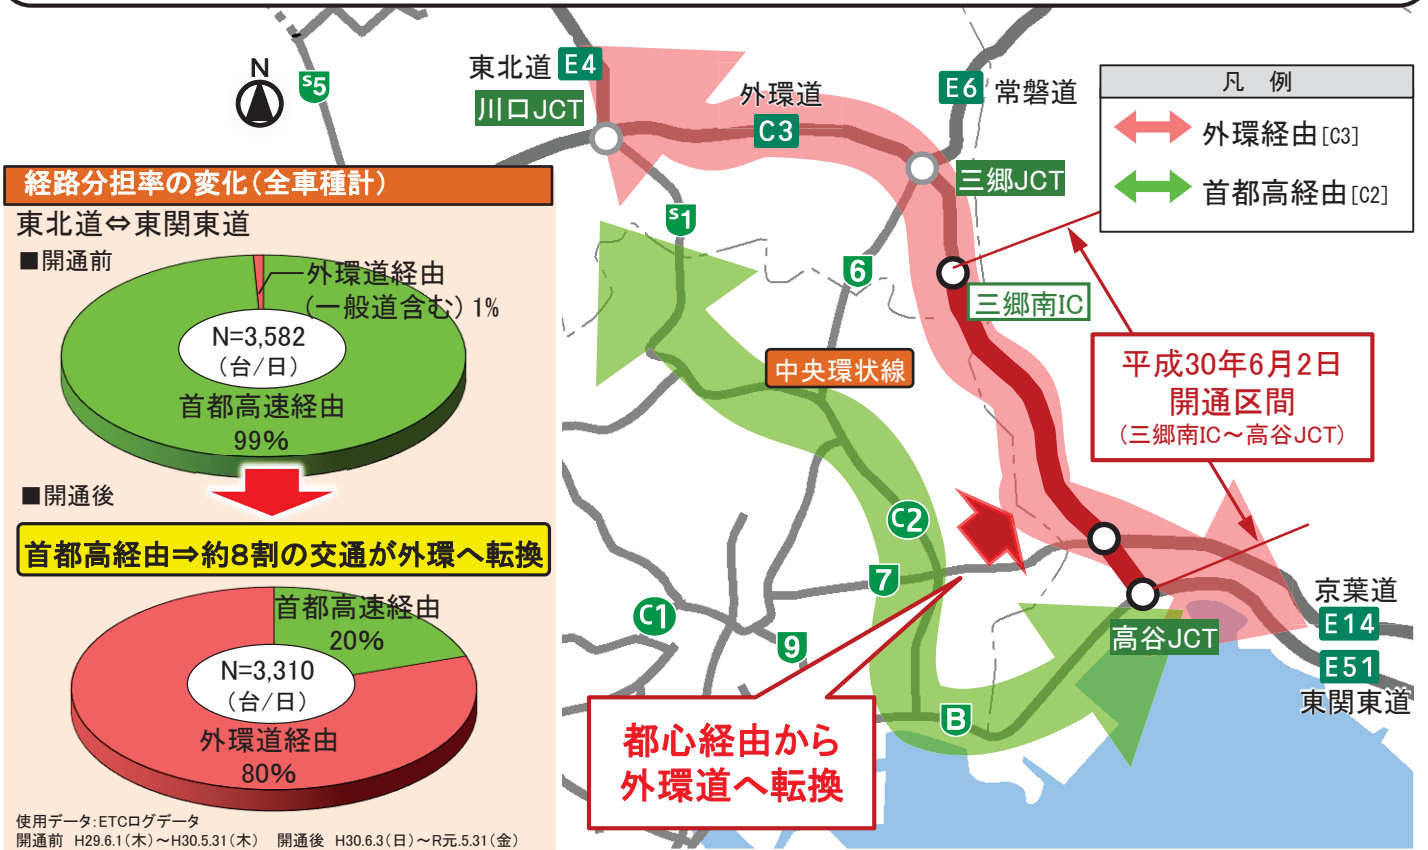 経路分担率の変化（全車種計）
東北道⇔東関東道
■開通前
外環道経由
（一般道含む）1%
N=3,582
（台/日）
首都高速経由
99%
■開通後
首都高経由⇒約8割の交通が外環へ転換
首都高速経由
20%
N=3,310
（台/日）
外環道経由
80%
使用データ：ETCログデータ
開通前 H29.6.1（木）～H30.5.31（木） 開通後 H30.6.3（日）～R元.5.31（金）
N
S5
東北道 E4
川口JCT
外環道
C3
E6 常磐道
三郷JCT
S1
6
三郷南IC
中央環状線
C2
7
C1
9
B
高谷JCT
京葉道
E14
E51
東関東道
平成30年6月2日
開通区間
（三郷南IC～高谷JCT）
都心経由から
外環道へ転換
凡 例
外環経由[C3]
首都高経由[C2]